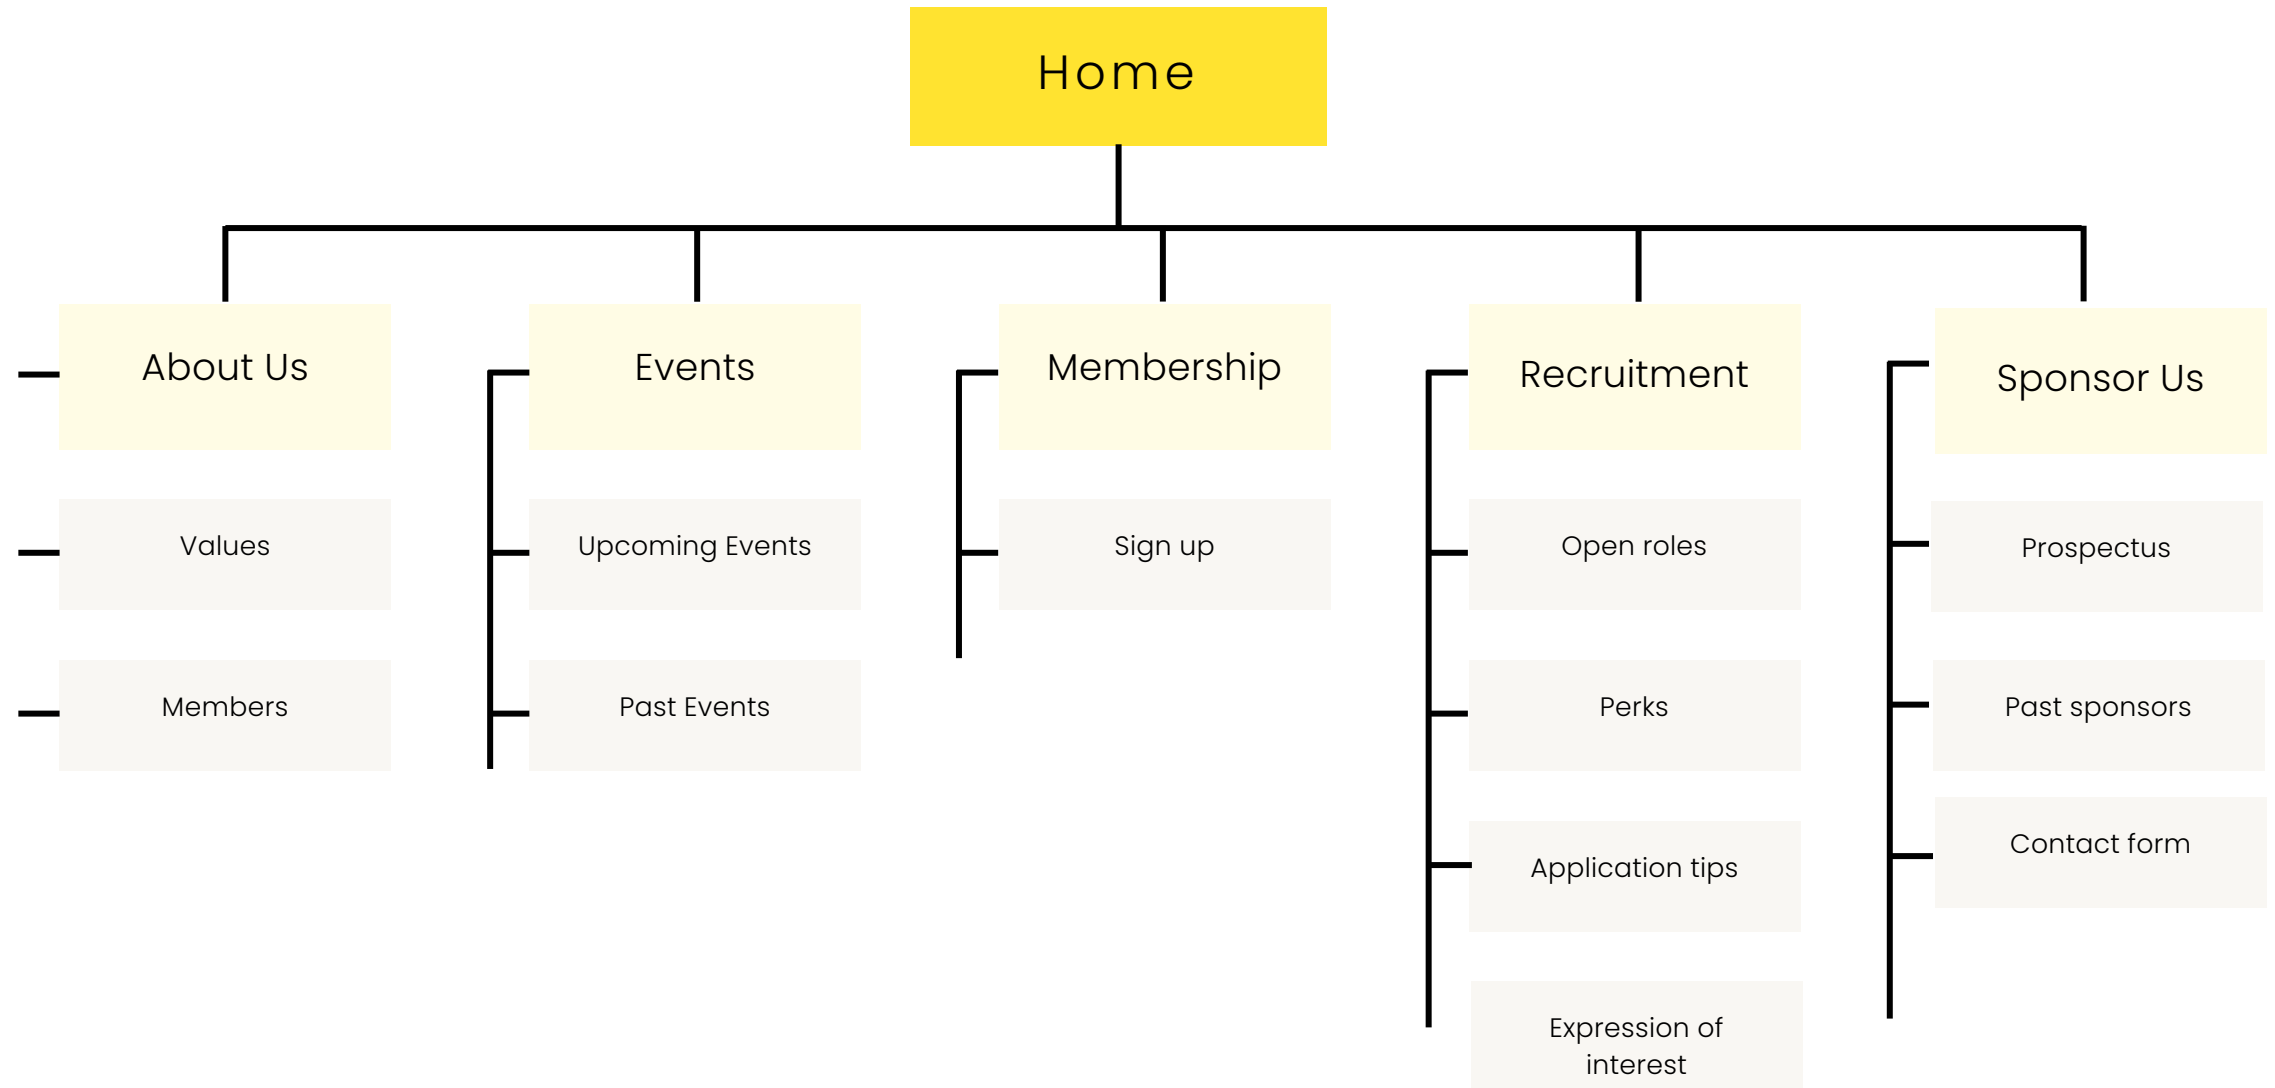 Home
About Us
Events
Membership
Recruitment
Sponsor Us
Values
Upcoming Events
Sign up
Open roles
Prospectus
Members
Past Events
Perks
Past sponsors
Application tips
Contact form
Expression of
interest